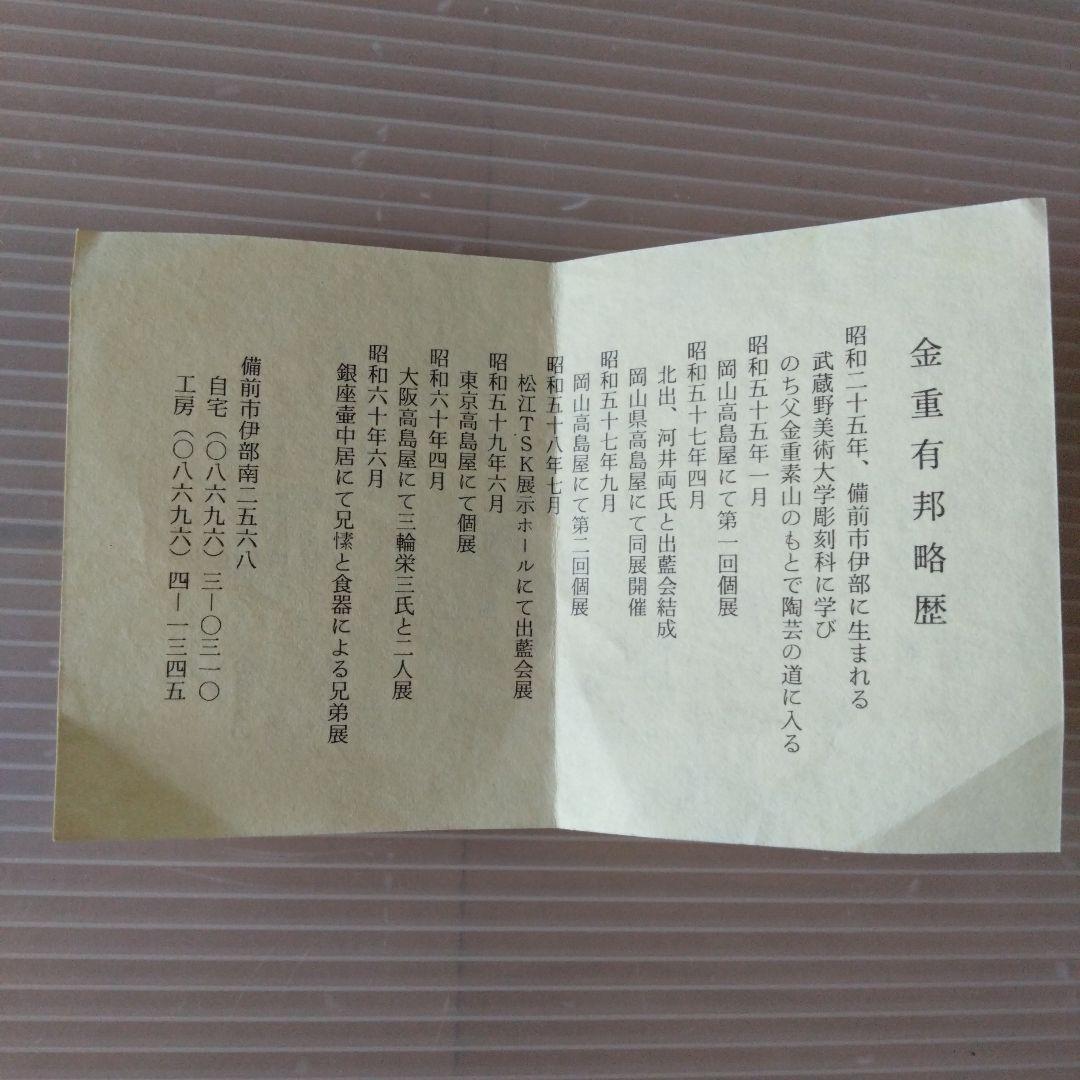 金重有邦略歴
昭和二十五年、備前市伊部に生まれる
武蔵野美術大学彫刻科に学び
のち父金重素山のもとで陶芸の道に入る
昭和五十五年一月
岡山高島屋にて第一回個展
昭和五十七年四月
北出、河井両氏と出藍会結成
岡山県高島屋にて同展開催
昭和五十七年九月
岡山高島屋にて第二回個展
昭和五十八年七月
松江TSK展示ホールにて出藍会展
昭和五十九年六月
東京高島屋にて個展
昭和六十年四月
大阪高島屋にて三輪栄三氏と二人展
昭和六十年六月
銀座壷中居にて兄愫と食器による兄弟展
備前市伊部南二五六八
自宅(〇八六九六)三―〇三一〇
工房(〇八六九六)四―一三四五